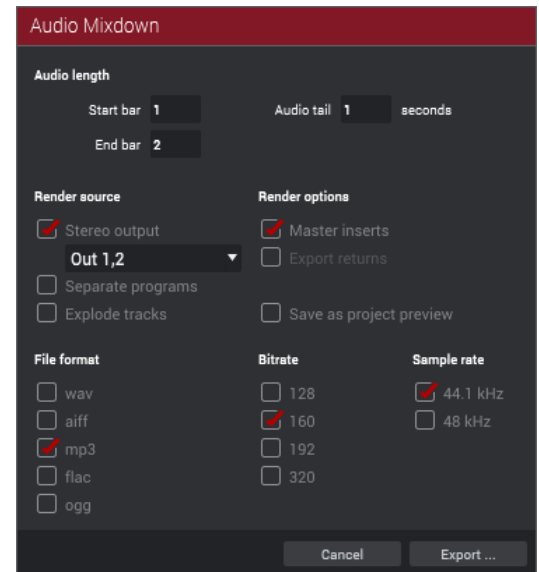 Audio Mixdown
Audio length
Start bar 1 Audio tail 1 seconds
End bar 2
Render source Render options
Stereo output Master inserts
Out 1,2 Export returns
Separate programs
Explode tracks Save as project preview
File format Bitrate Sample rate
wav 128 44.1 kHz
aiff 160 48 kHz
mp3 192
flac 320
ogg
Cancel Export ...